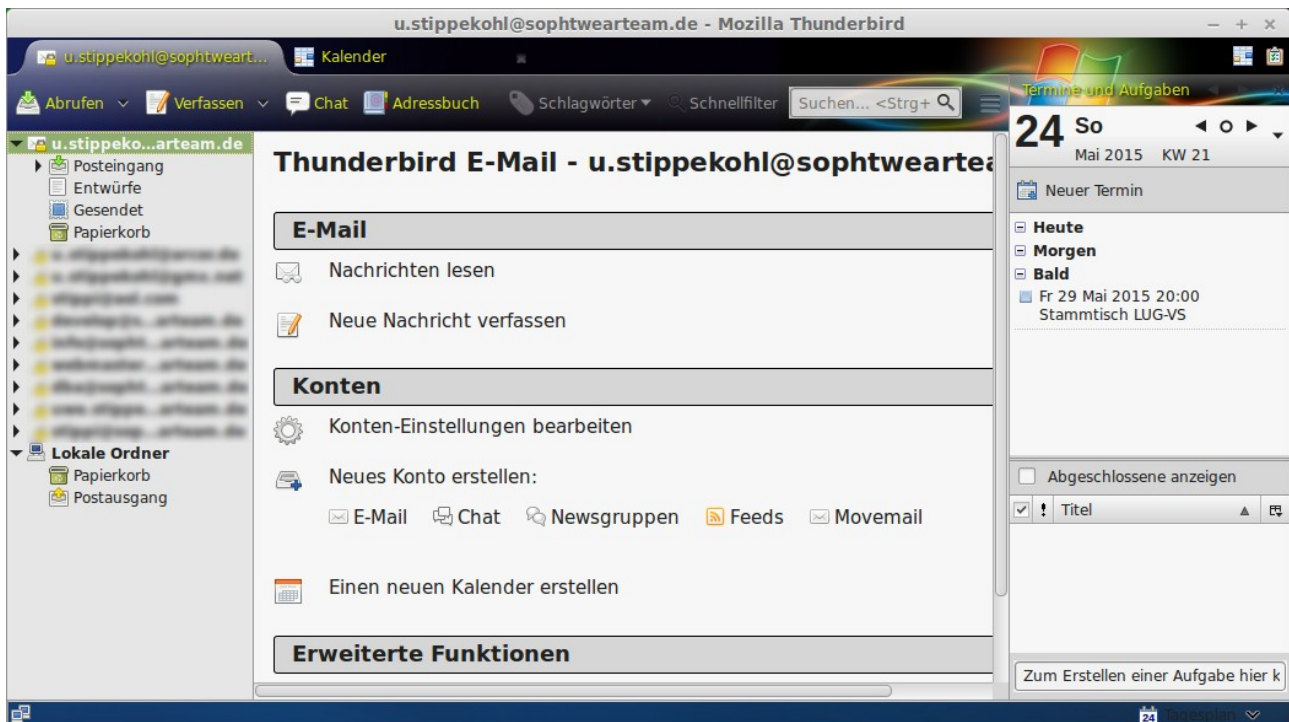 u.stippekohl@sophtwearteam.de - Mozilla Thunderbird
u.stippekohl@sophtweart...
Kalender
Abrufen
Verfassen
Chat
Adressbuch
Schlagwörter
Schnellfilter
Suchen... <Strg+
Termine und Aufgaben
u.stippeko...arteam.de
Posteingang
Entwürfe
Gesendet
Papierkorb
Lokale Ordner
Papierkorb
Postausgang
Thunderbird E-Mail - u.stippekohl@sophtweartea
E-Mail
Nachrichten lesen
Neue Nachricht verfassen
Konten
Konten-Einstellungen bearbeiten
Neues Konto erstellen:
E-Mail Chat Newsgruppen Feeds Movemail
Einen neuen Kalender erstellen
Erweiterte Funktionen
24 So
Mai 2015 KW 21
Neuer Termin
Heute
Morgen
Bald
Fr 29 Mai 2015 20:00
Stammtisch LUG-VS
Abgeschlossene anzeigen
! Titel
Zum Erstellen einer Aufgabe hier k
24 Tagesplan